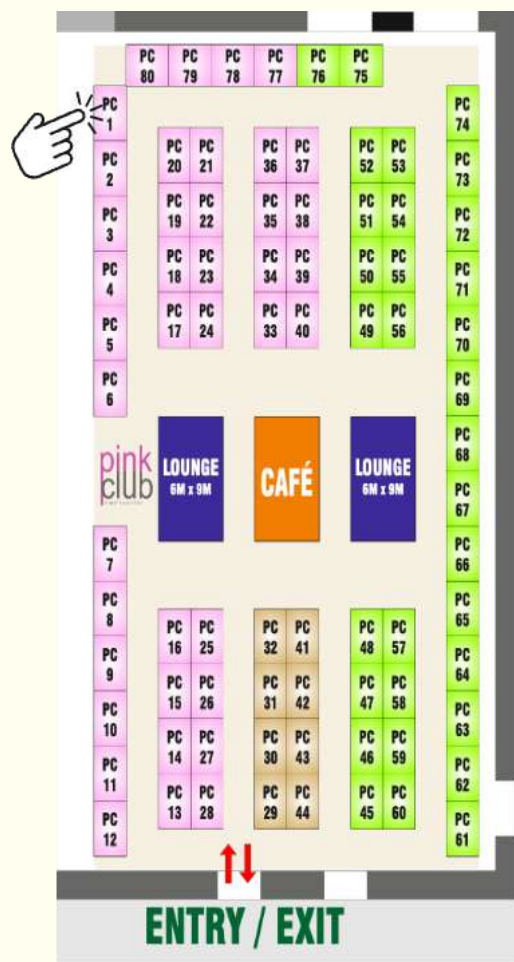 PC 80 PC 79 PC 78 PC 77 PC 76 PC 75
PC 1
PC 2
PC 3
PC 4
PC 5
PC 6
PC 20 PC 21
PC 19 PC 22
PC 18 PC 23
PC 17 PC 24
PC 36 PC 37
PC 35 PC 38
PC 34 PC 39
PC 33 PC 40
PC 52 PC 53
PC 51 PC 54
PC 50 PC 55
PC 49 PC 56
PC 74
PC 73
PC 72
PC 71
PC 70
PC 69
PC 68
PC 67
PC 66
PC 65
PC 64
PC 63
PC 62
PC 61
pink
club
LOUNGE
6M x 9M
CAFÉ
LOUNGE
6M x 9M
PC 7
PC 8
PC 9
PC 10
PC 11
PC 12
PC 16 PC 25
PC 15 PC 26
PC 14 PC 27
PC 13 PC 28
PC 32 PC 41
PC 31 PC 42
PC 30 PC 43
PC 29 PC 44
PC 48 PC 57
PC 47 PC 58
PC 46 PC 59
PC 45 PC 60
ENTRY / EXIT